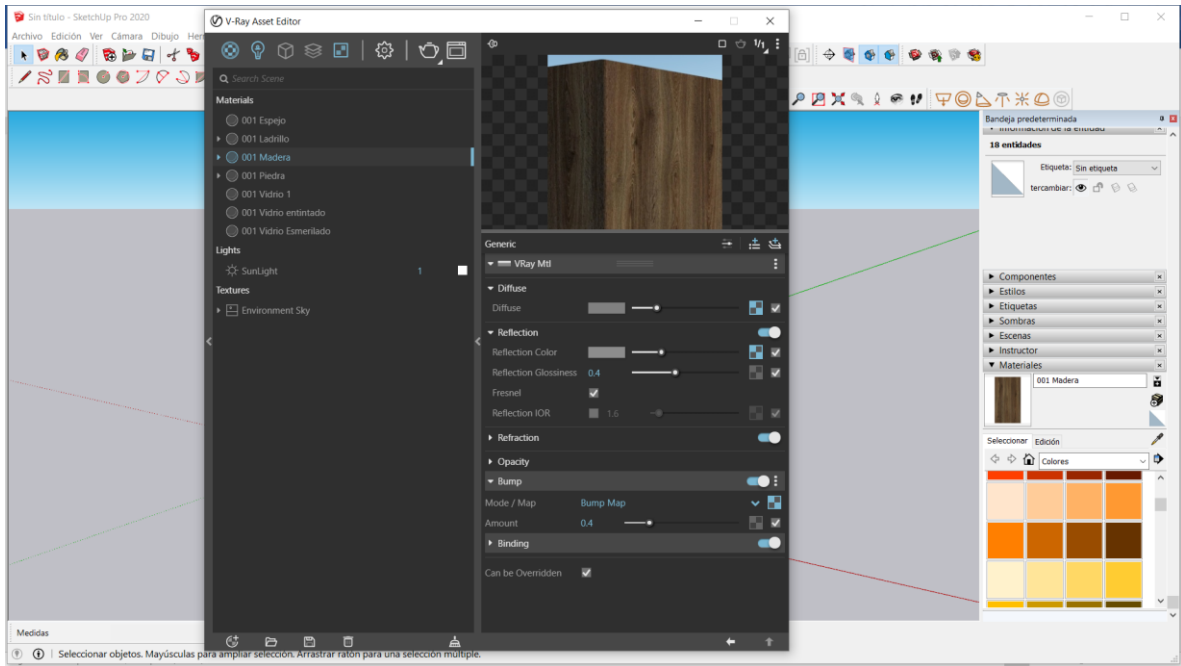 Sin título - SketchUp Pro 2020
Archivo Edición Ver Cámara Dibujo
V-Ray Asset Editor
Search Scene
Materials
001 Espejo
001 Ladrillo
001 Madera
001 Piedra
001 Vidrio 1
001 Vidrio entintado
001 Vidrio Esmerilado
Lights
SunLight 1
Textures
Environment Sky
1/1
Generic
VRay Mtl
Diffuse
Diffuse
Reflection
Reflection Color
Reflection Glossiness 0.4
Fresnel
Reflection IOR 1.6
Refraction
Opacity
Bump
Mode / Map Bump Map
Amount 0.4
Binding
Can be Overridden
Bandeja predeterminada
Información de la entidad
18 entidades
Etiqueta: Sin etiqueta
tercambiar:
Componentes
Estilos
Etiquetas
Sombras
Escenas
Instructor
Materiales
001 Madera
Seleccionar Edición
Colores
Medidas
Seleccionar objetos. Mayúsculas para ampliar selección. Arrastrar ratón para una selección múltiple.